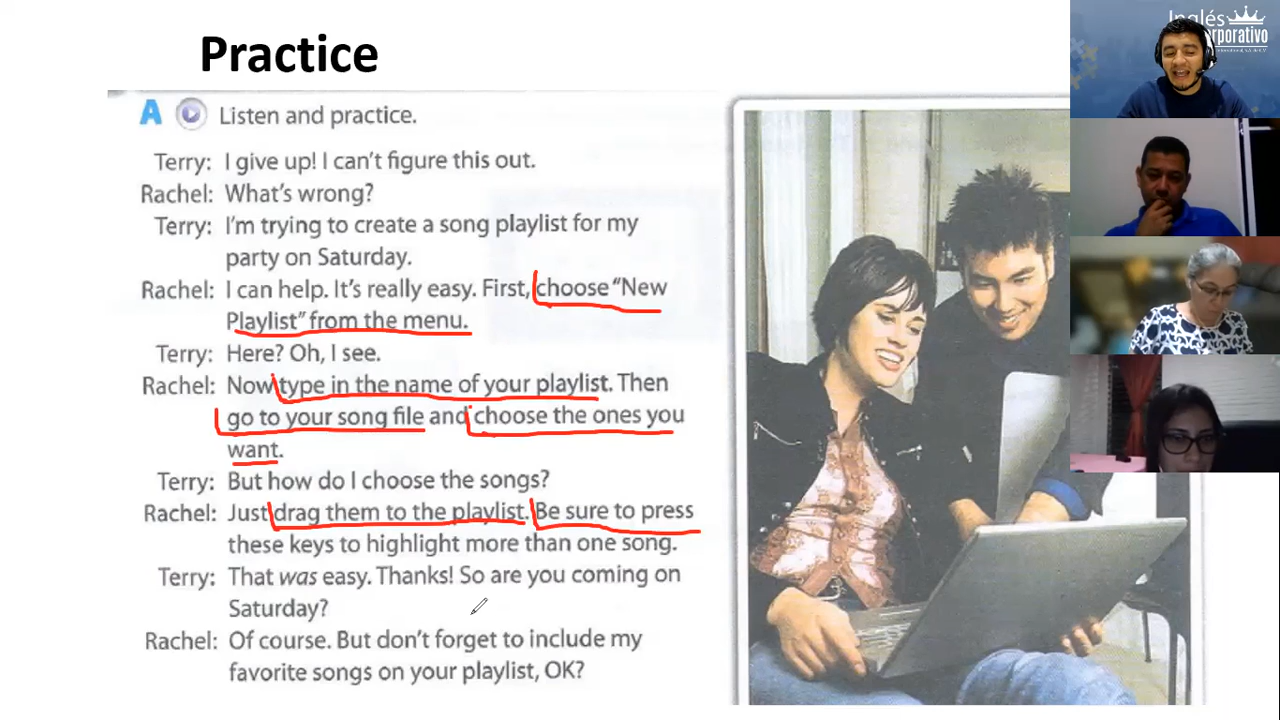 Practice
Inglés
Corporativo
A Listen and practice.
Terry: I give up! I can't figure this out.
Rachel: What's wrong?
Terry: I'm trying to create a song playlist for my
party on Saturday.
Rachel: I can help. It's really easy. First, choose "New
Playlist" from the menu.
Terry: Here? Oh, I see.
Rachel: Now type in the name of your playlist. Then
go to your song file and choose the ones you
want.
Terry: But how do I choose the songs?
Rachel: Just drag them to the playlist. Be sure to press
these keys to highlight more than one song.
Terry: That was easy. Thanks! So are you coming on
Saturday?
Rachel: Of course. But don't forget to include my
favorite songs on your playlist, OK?